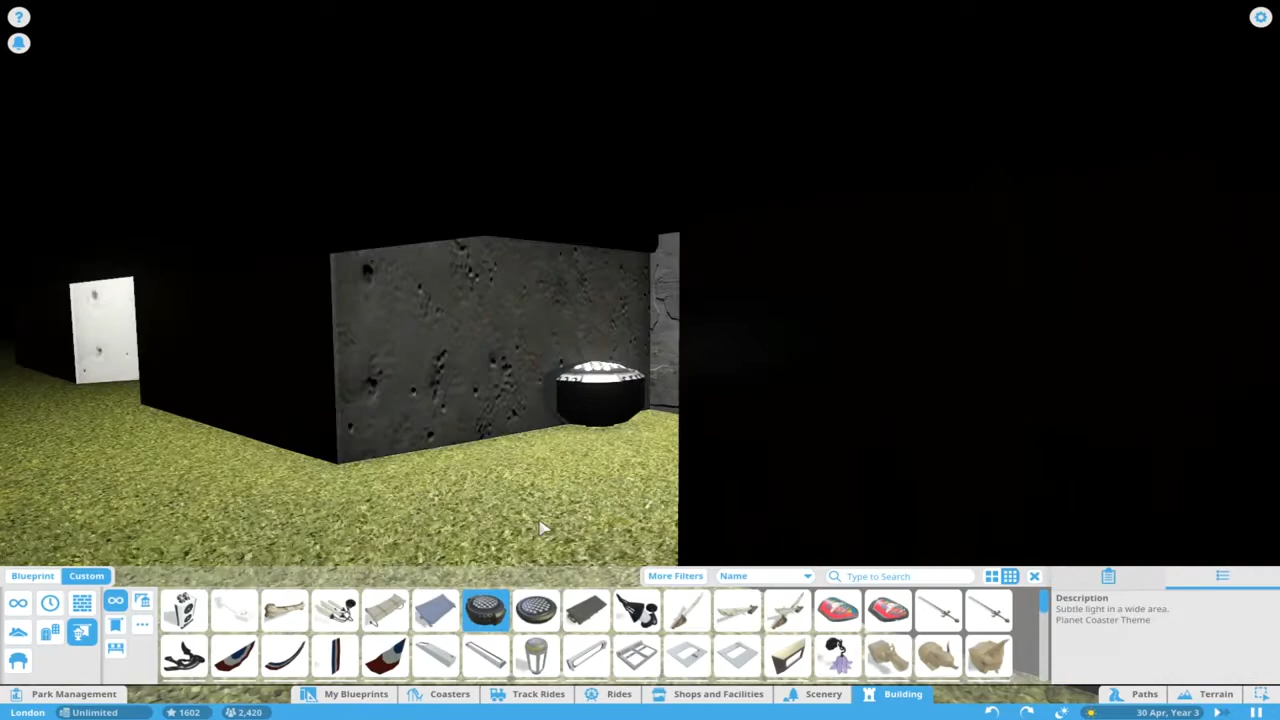 ?
Blueprint
Custom
More Filters
Name
Type to Search
Description
Subtle light in a wide area.
Planet Coaster Theme
Park Management
My Blueprints
Coasters
Track Rides
Rides
Shops and Facilities
Scenery
Building
Paths
Terrain
London
Unlimited
1602
2,420
30 Apr, Year 3